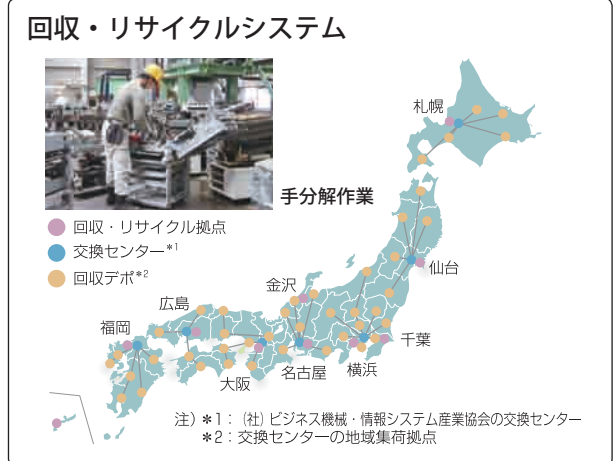 回収・リサイクルシステム
手分解作業
回収・リサイクル拠点
交換センター*1
回収デポ*2
札幌
仙台
金沢
広島
福岡
千葉
横浜
名古屋
大阪
注）＊1：（社）ビジネス機械・情報システム産業協会の交換センター
＊2：交換センターの地域集荷拠点